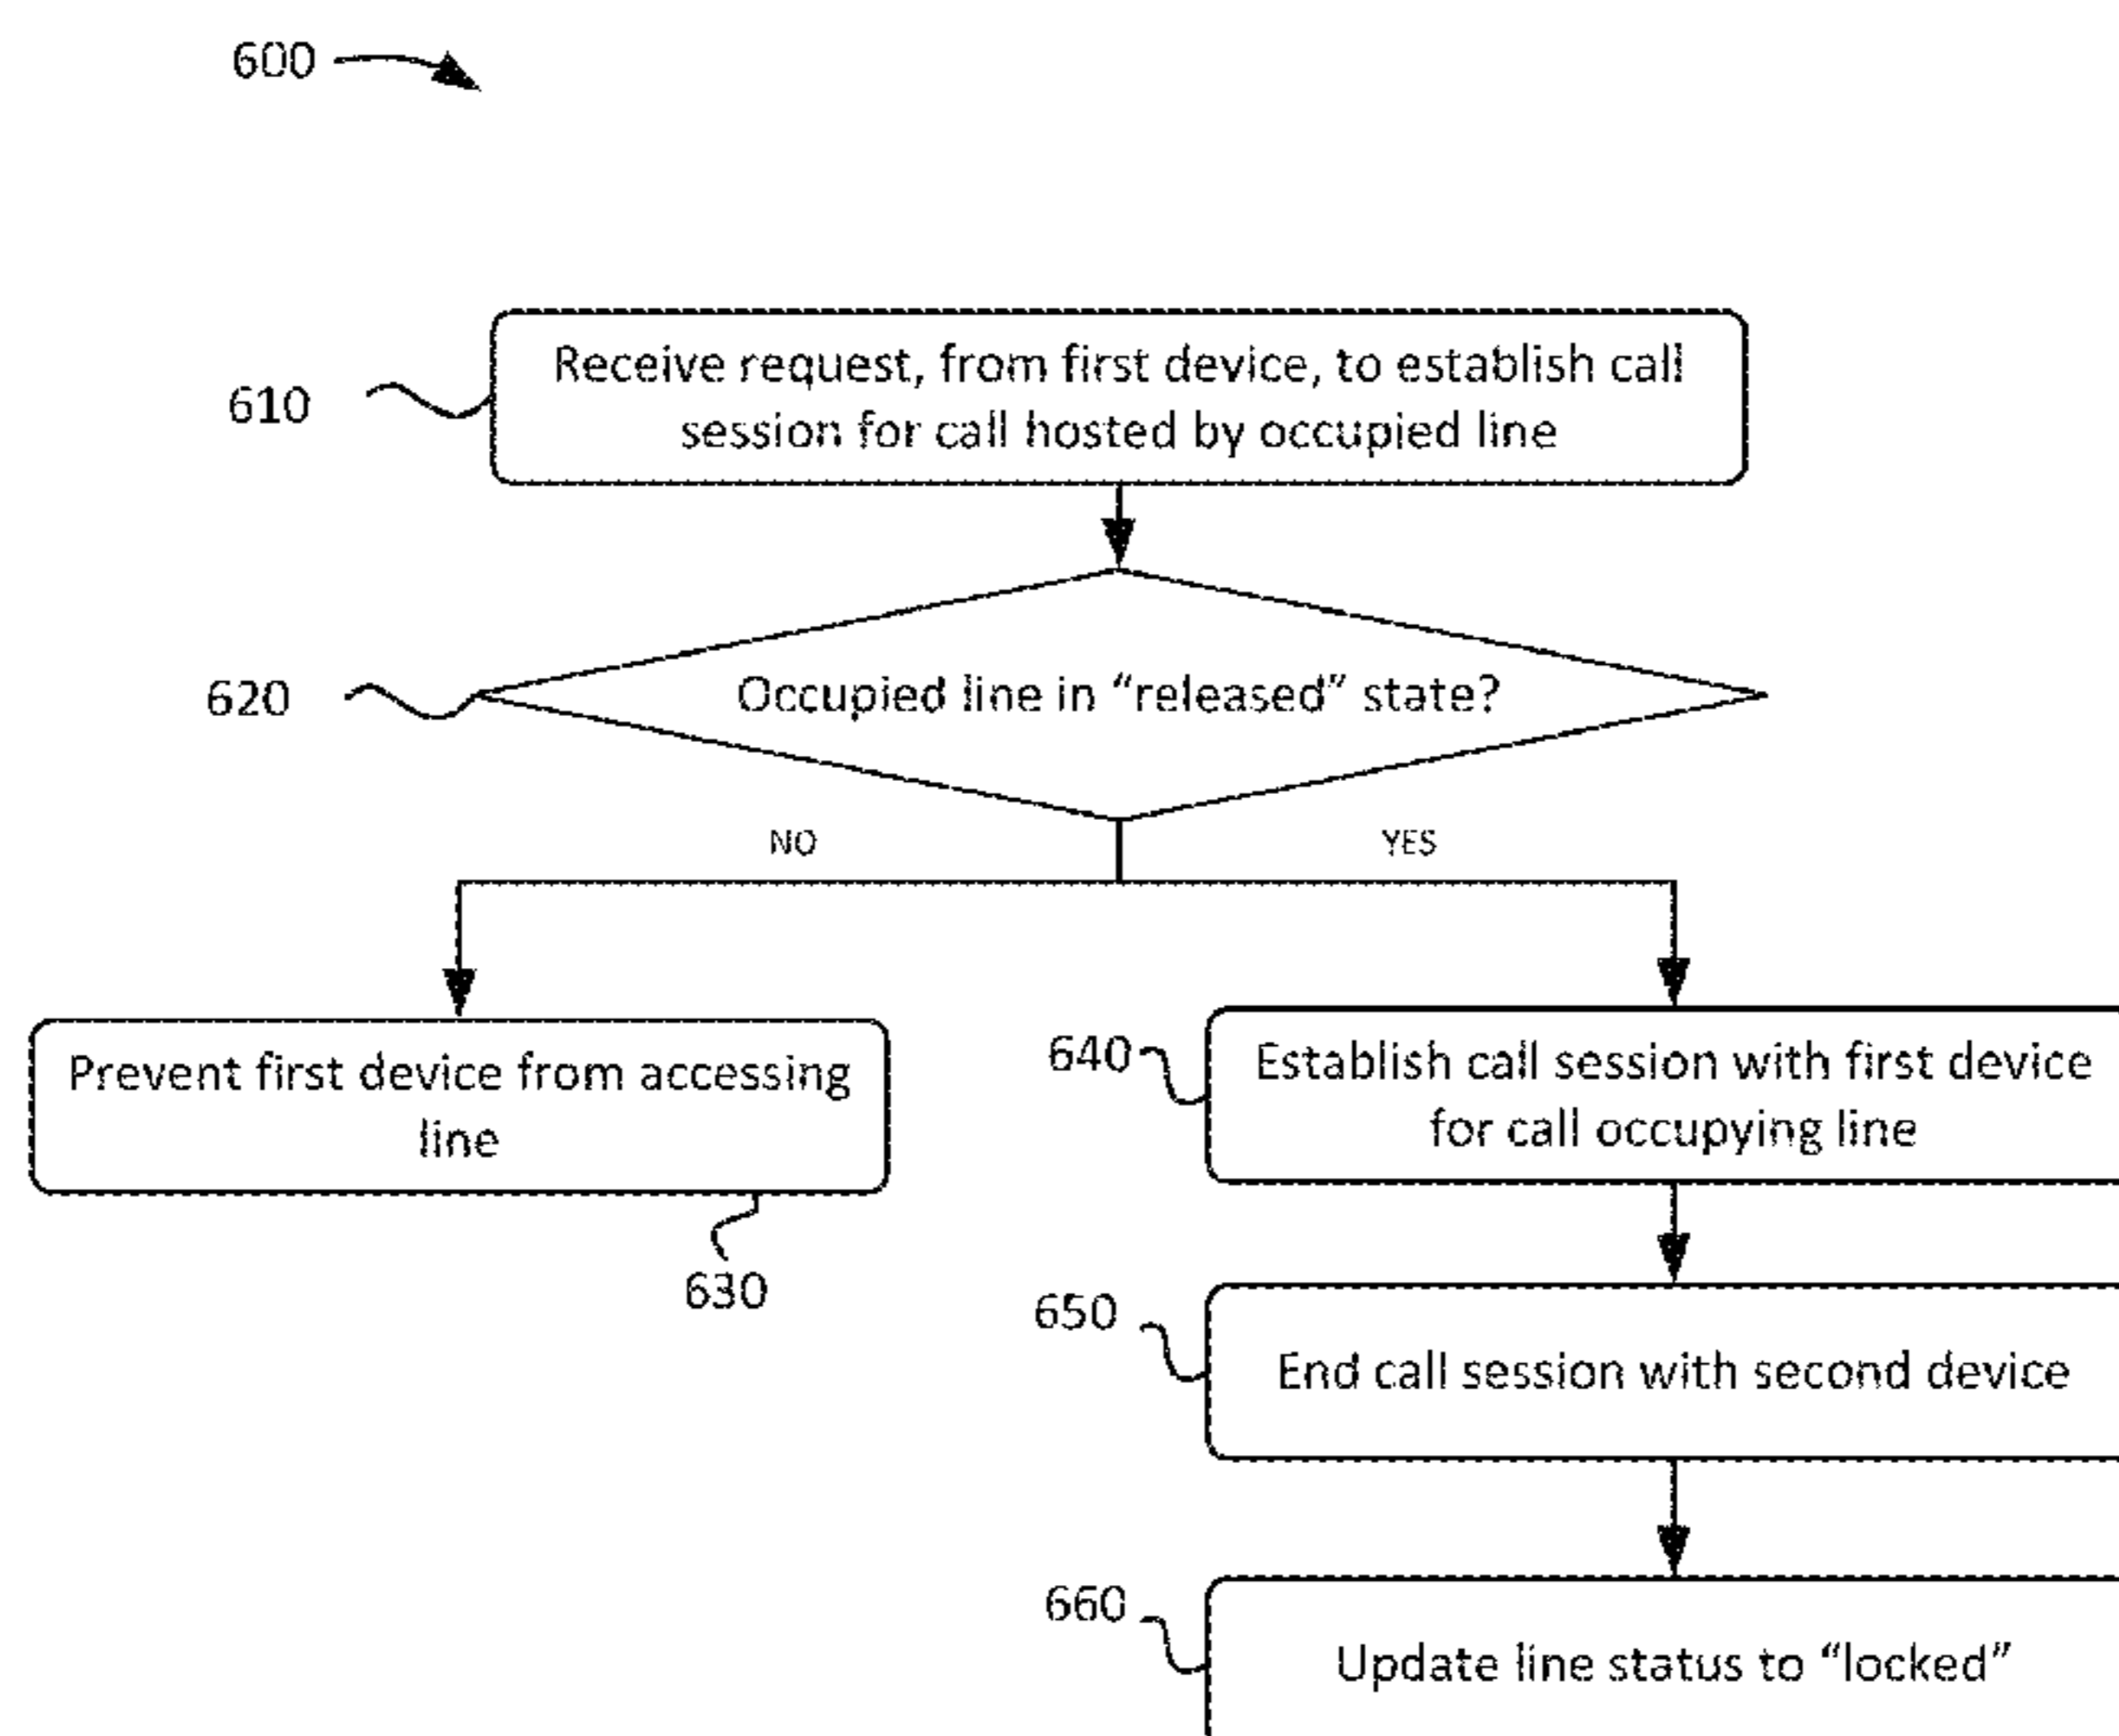 600
610
Receive request, from first device, to establish call
session for call hosted by occupied line
620
Occupied line in “released” state?
NO
YES
Prevent first device from accessing
line
630
640
Establish call session with first device
for call occupying line
650
End call session with second device
660
Update line status to “locked”